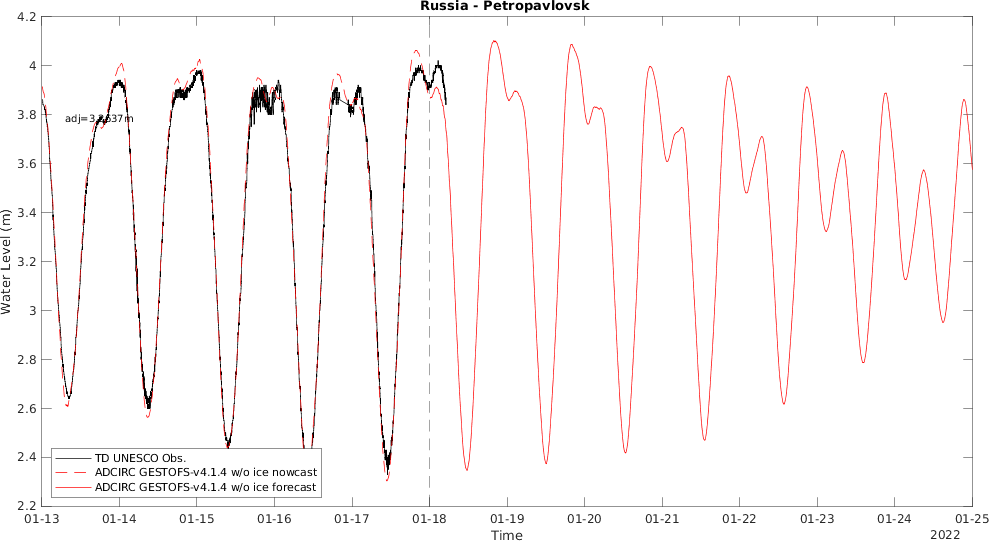 Russia - Petropavlovsk
4.2
4
3.8
3.6
3.4
3.2
3
2.8
2.6
2.4
2.2
Water Level (m)
TD UNESCO Obs.
ADCIRC GESTOFS-v4.1.4 w/o ice nowcast
ADCIRC GESTOFS-v4.1.4 w/o ice forecast
01-13 01-14 01-15 01-16 01-17 01-18 01-19 01-20 01-21 01-22 01-23 01-24 01-25
Time
2022